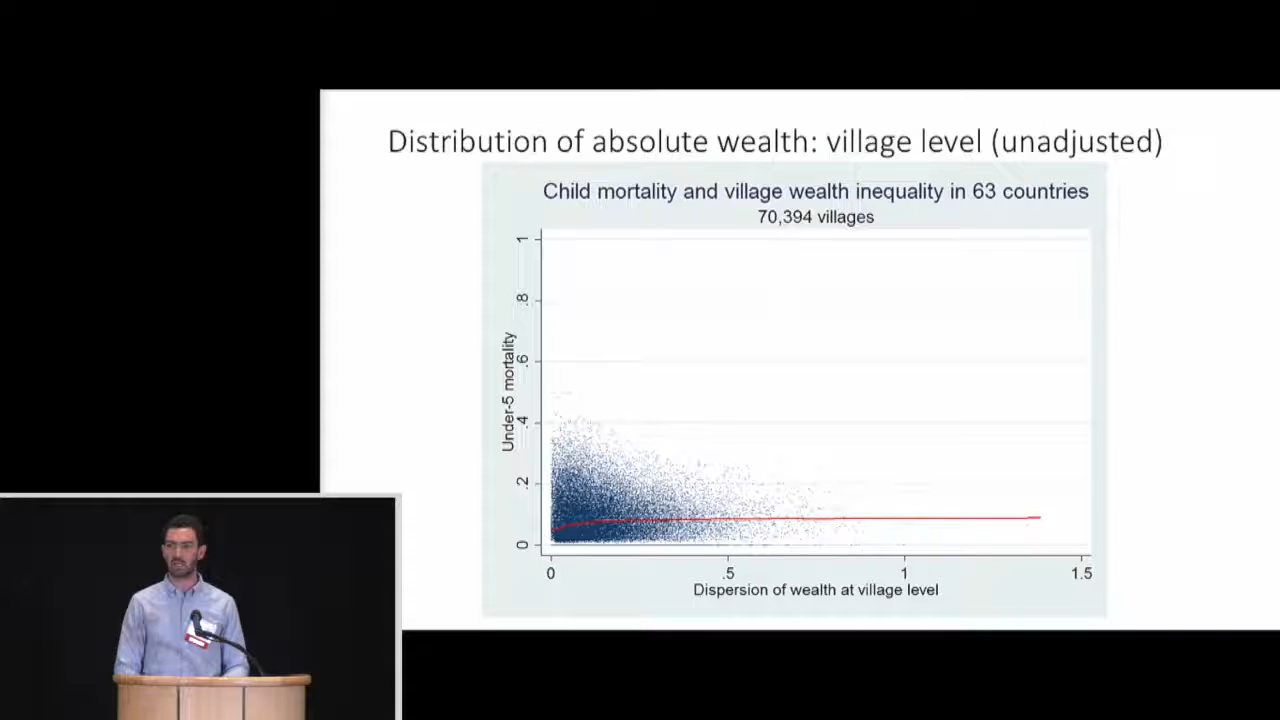 Distribution of absolute wealth: village level (unadjusted)
Child mortality and village wealth inequality in 63 countries
70,394 villages
Under-5 mortality
1
.8
.6
.4
.2
0
0
.5
1
1.5
Dispersion of wealth at village level